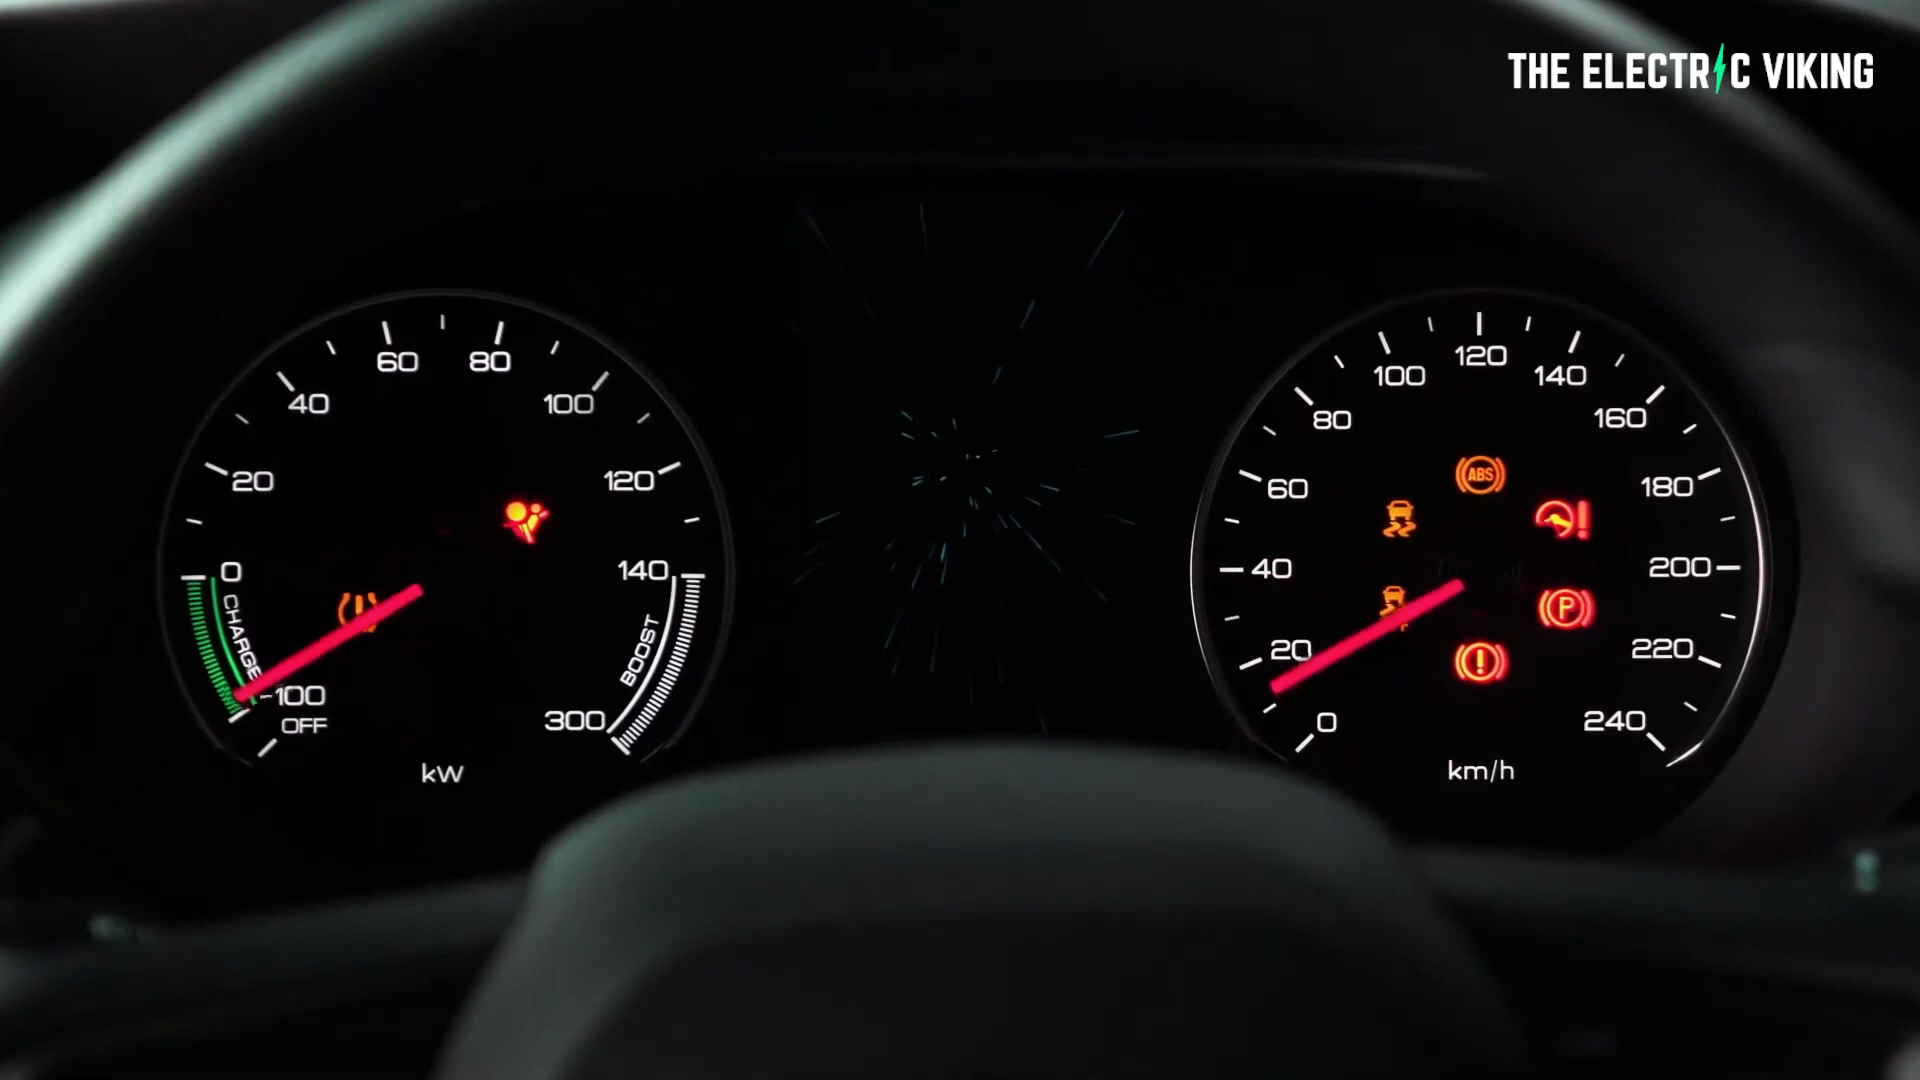 THE ELECTRIC VIKING
60 80
40 100
20 120
0 140
CHARGE
BOOST
-100
OFF
300
kW
120
100 140
80 160
ABS
60 180
40 200
P
20 220
0 240
km/h